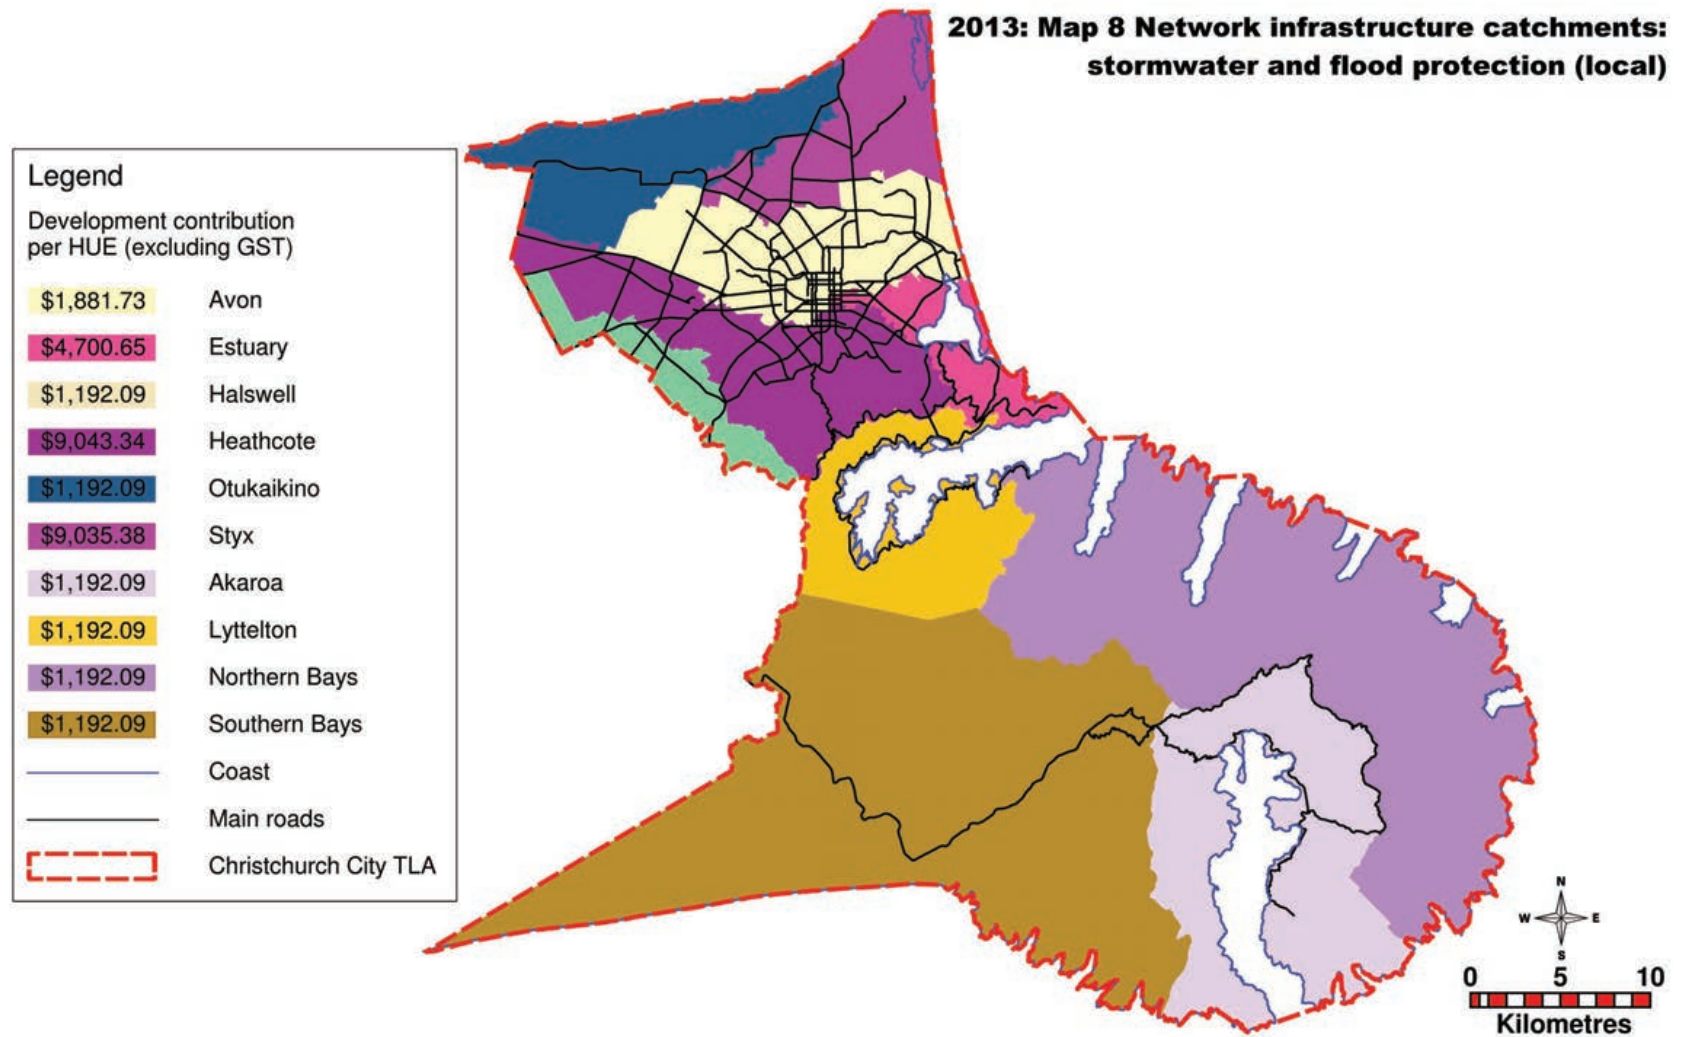 2013: Map 8 Network infrastructure catchments:
stormwater and flood protection (local)
Legend
Development contribution
per HUE (excluding GST)
$1,881.73 Avon
$4,700.65 Estuary
$1,192.09 Halswell
$9,043.34 Heathcote
$1,192.09 Otukaikino
$9,035.38 Styx
$1,192.09 Akaroa
$1,192.09 Lyttelton
$1,192.09 Northern Bays
$1,192.09 Southern Bays
Coast
Main roads
Christchurch City TLA
N
W E
S
0 5 10
Kilometres